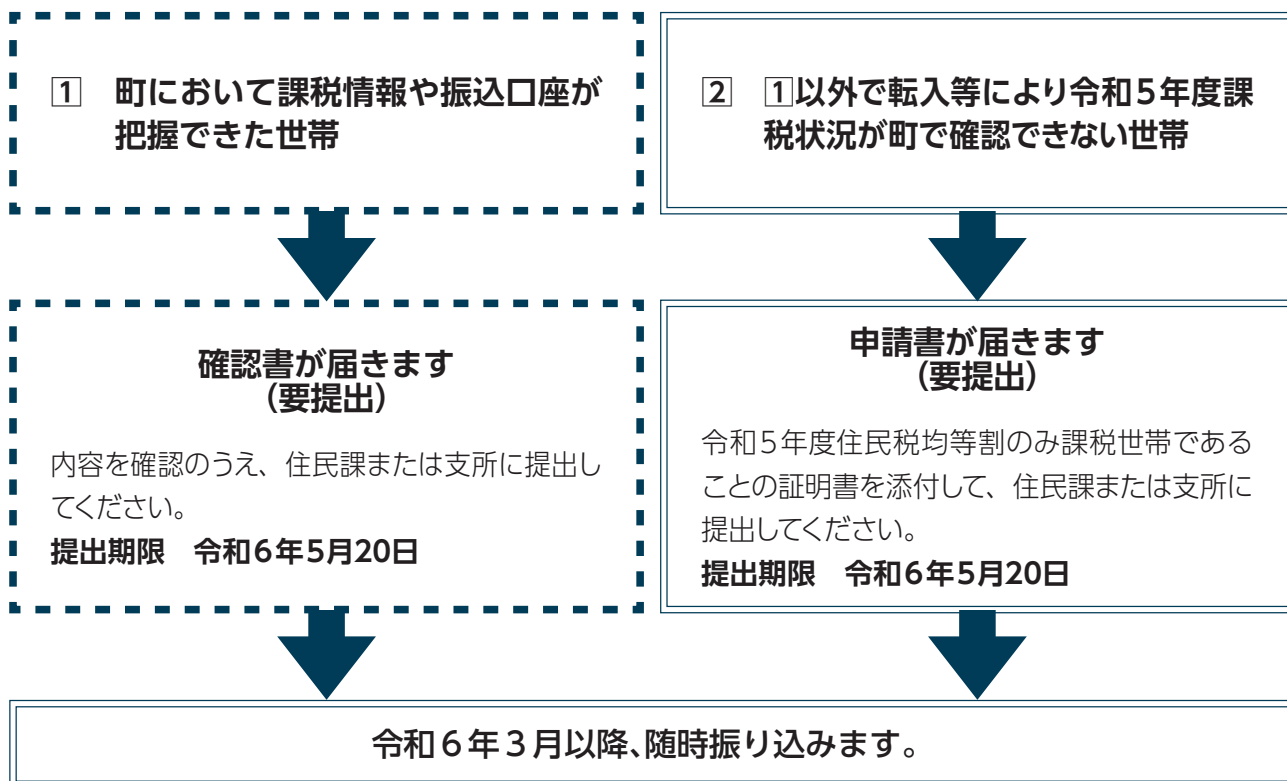 1　町において課税情報や振込口座が
把握できた世帯
2　1以外で転入等により令和5年度課
税状況が町で確認できない世帯
確認書が届きます
（要提出）
内容を確認のうえ、住民課または支所に提出し
てください。
提出期限　令和6年5月20日
申請書が届きます
（要提出）
令和5年度住民税均等割のみ課税世帯である
ことの証明書を添付して、住民課または支所に
提出してください。
提出期限　令和6年5月20日
令和6年3月以降、随時振り込みます。